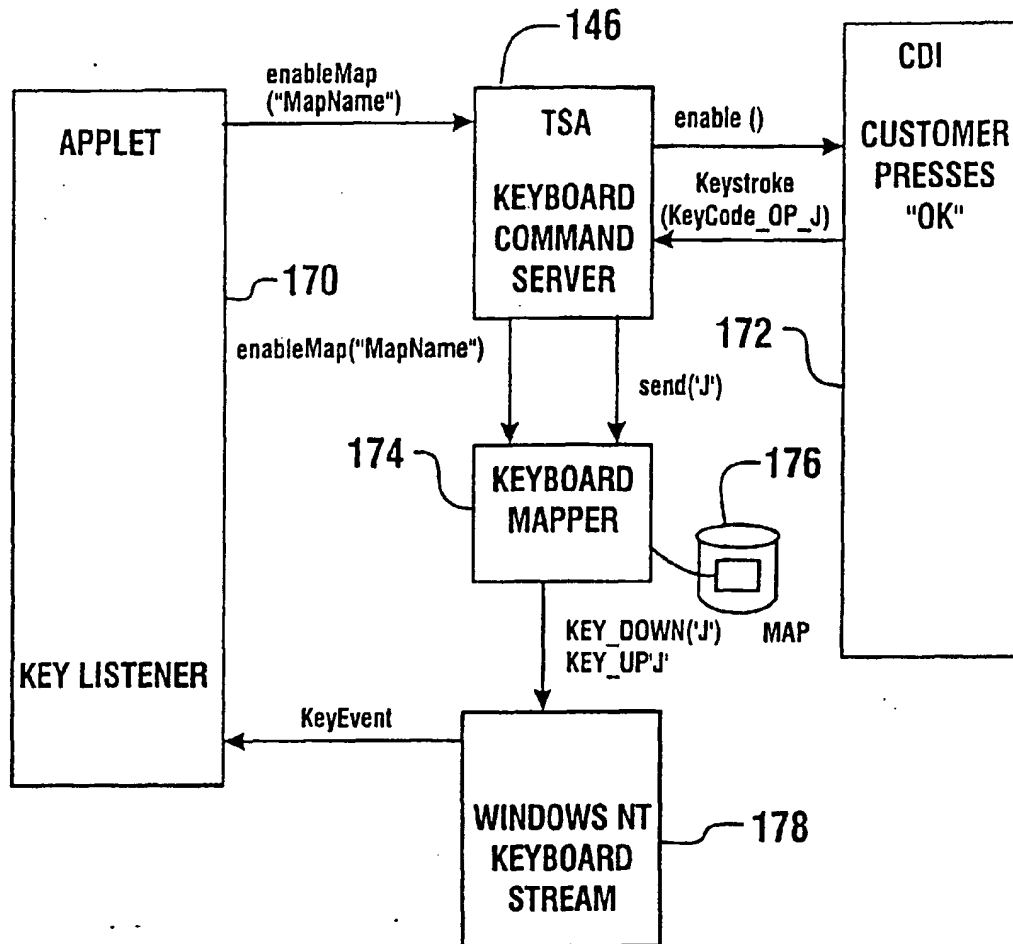 146
enableMap
("MapName")
APPLET
TSA
KEYBOARD
COMMAND
SERVER
enable ()
Keystroke
(KeyCode_OP_J)
CDI
CUSTOMER
PRESSES
"OK"
170
172
enableMap("MapName")
send('J')
174
KEYBOARD
MAPPER
176
MAP
KEY_DOWN('J')
KEY_UP'J'
KEY LISTENER
KeyEvent
WINDOWS NT
KEYBOARD
STREAM
178